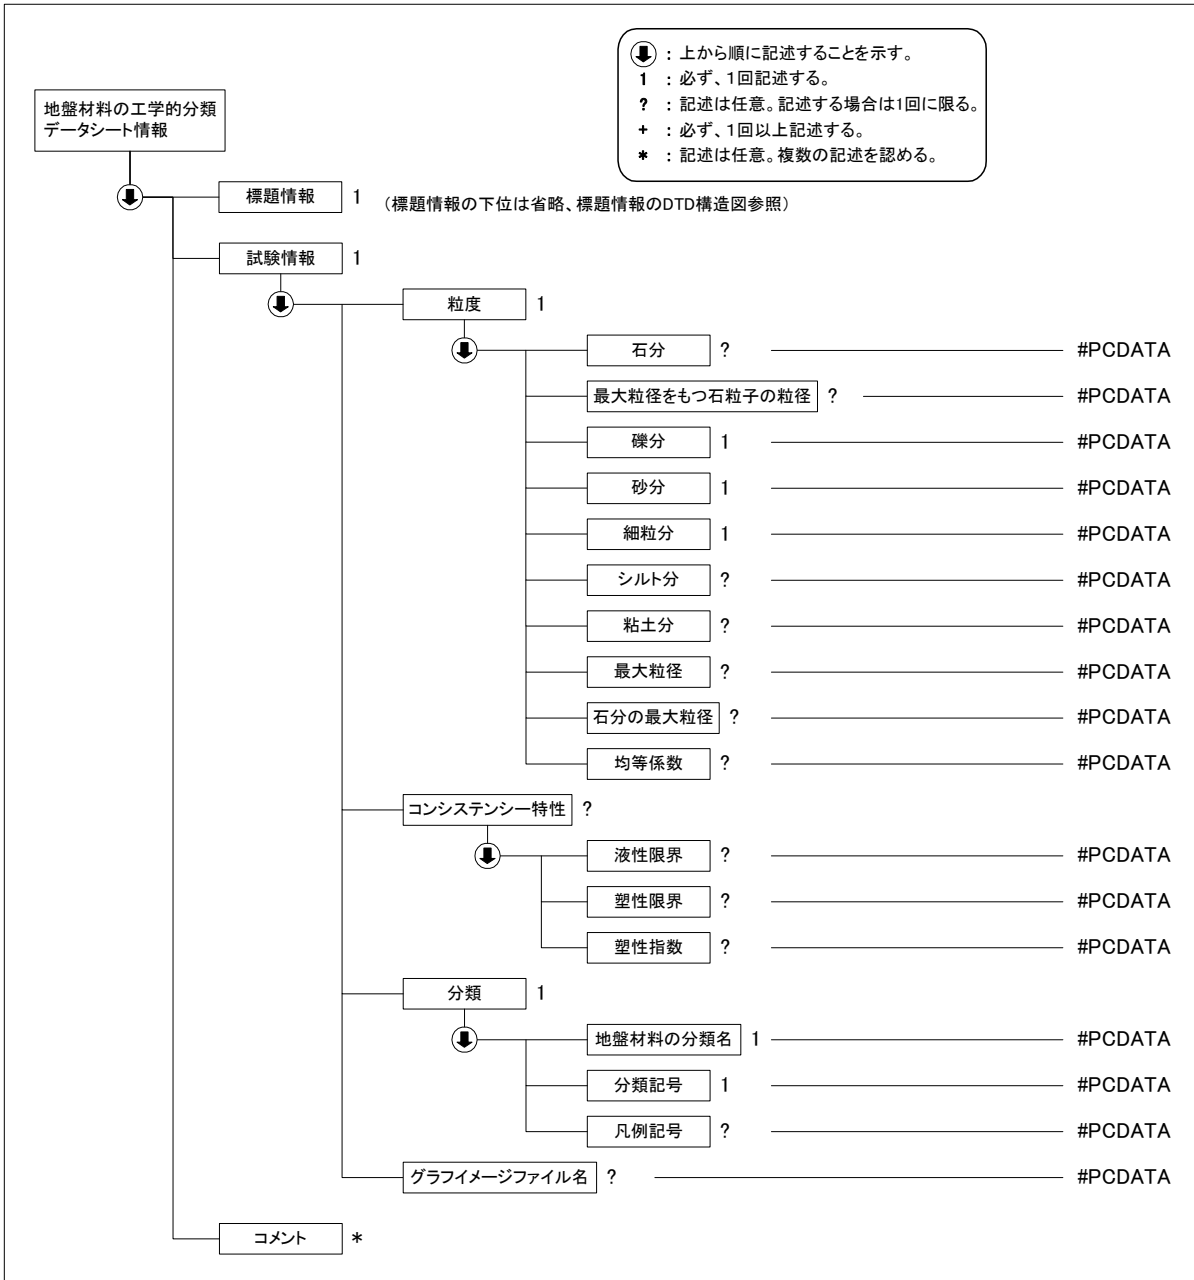 : 上から順に記述することを示す。
1 : 必ず、1回記述する。
? : 記述は任意。記述する場合は1回に限る。
+ : 必ず、1回以上記述する。
* : 記述は任意。複数の記述を認める。
地盤材料の工学的分類
データシート情報
標題情報 1 (標題情報の下位は省略、標題情報のDTD構造図参照)
試験情報 1
粒度 1
石分 ? #PCDATA
最大粒径をもつ石粒子の粒径 ? #PCDATA
礫分 1 #PCDATA
砂分 1 #PCDATA
細粒分 1 #PCDATA
シルト分 ? #PCDATA
粘土分 ? #PCDATA
最大粒径 ? #PCDATA
石分の最大粒径 ? #PCDATA
均等係数 ? #PCDATA
コンシステンシー特性 ?
液性限界 ? #PCDATA
塑性限界 ? #PCDATA
塑性指数 ? #PCDATA
分類 1
地盤材料の分類名 1 #PCDATA
分類記号 1 #PCDATA
凡例記号 ? #PCDATA
グラフイメージファイル名 ? #PCDATA
コメント *